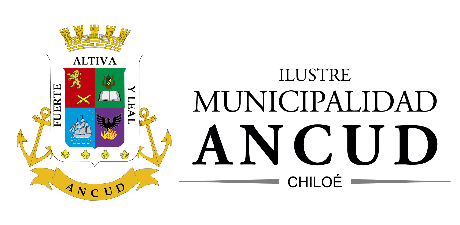 ALTIVA
FUERTE
Y LEAL
ANCUD
ILUSTRE
MUNICIPALIDAD
ANCUD
CHILOÉ